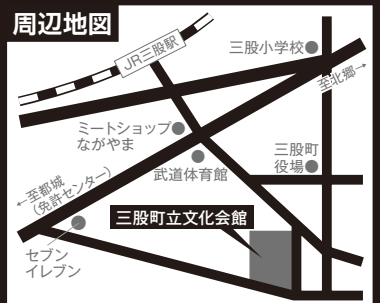 周辺地図
JR三股駅
三股小学校
至北郷→
ミートショップ
ながやま
武道体育館
三股町
役場
←至都城
（免許センター）
三股町立文化会館
セブン
イレブン